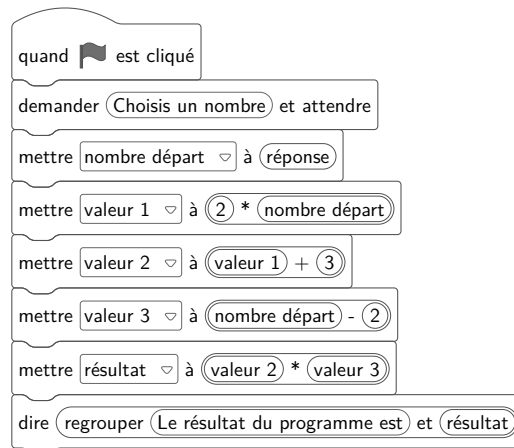 quand est cliqué
demander Choisis un nombre et attendre
mettre nombre départ à réponse
mettre valeur 1 à 2 * nombre départ
mettre valeur 2 à valeur 1 + 3
mettre valeur 3 à nombre départ - 2
mettre résultat à valeur 2 * valeur 3
dire regrouper Le résultat du programme est et résultat